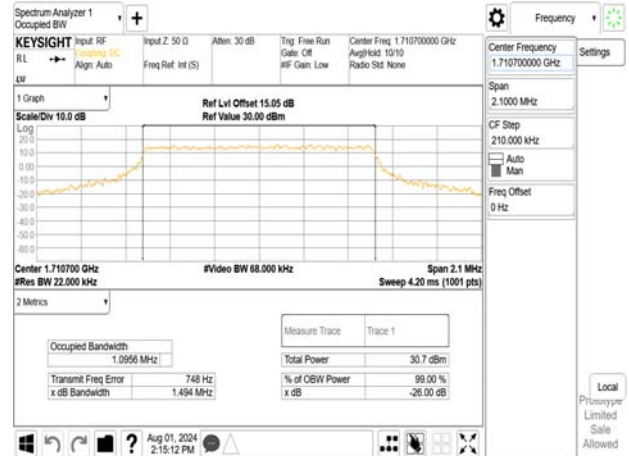 Spectrum Analyzer 1
Occupied BW
Frequency
KEYSIGHT
RL
Input: RF
Coupling: DC
Align: Auto
Input Z: 50 Ω
Freq Ref: Int (S)
Atten: 30 dB
Trig: Free Run
Gate: Off
#IF Gain: Low
Center Freq: 1.710700000 GHz
Avg|Hold: 10/10
Radio Std: None
Center Frequency
1.710700000 GHz
Settings
Span
2.1000 MHz
CF Step
210.000 kHz
Auto
Man
Freq Offset
0 Hz
1 Graph
Scale/Div 10.0 dB
Ref Lvl Offset 15.05 dB
Ref Value 30.00 dBm
Log
20.0
10.0
0.00
-10.0
-20.0
-30.0
-40.0
-50.0
-60.0
Center 1.710700 GHz
#Res BW 22.000 kHz
#Video BW 68.000 kHz
Span 2.1 MHz
Sweep 4.20 ms (1001 pts)
2 Metrics
Measure Trace Trace 1
Occupied Bandwidth
1.0956 MHz
Total Power 30.7 dBm
Transmit Freq Error 748 Hz
% of OBW Power 99.00 %
x dB Bandwidth 1.494 MHz
x dB -26.00 dB
Local
Prototype
Limited
Sale
Allowed
Aug 01, 2024
2:15:12 PM